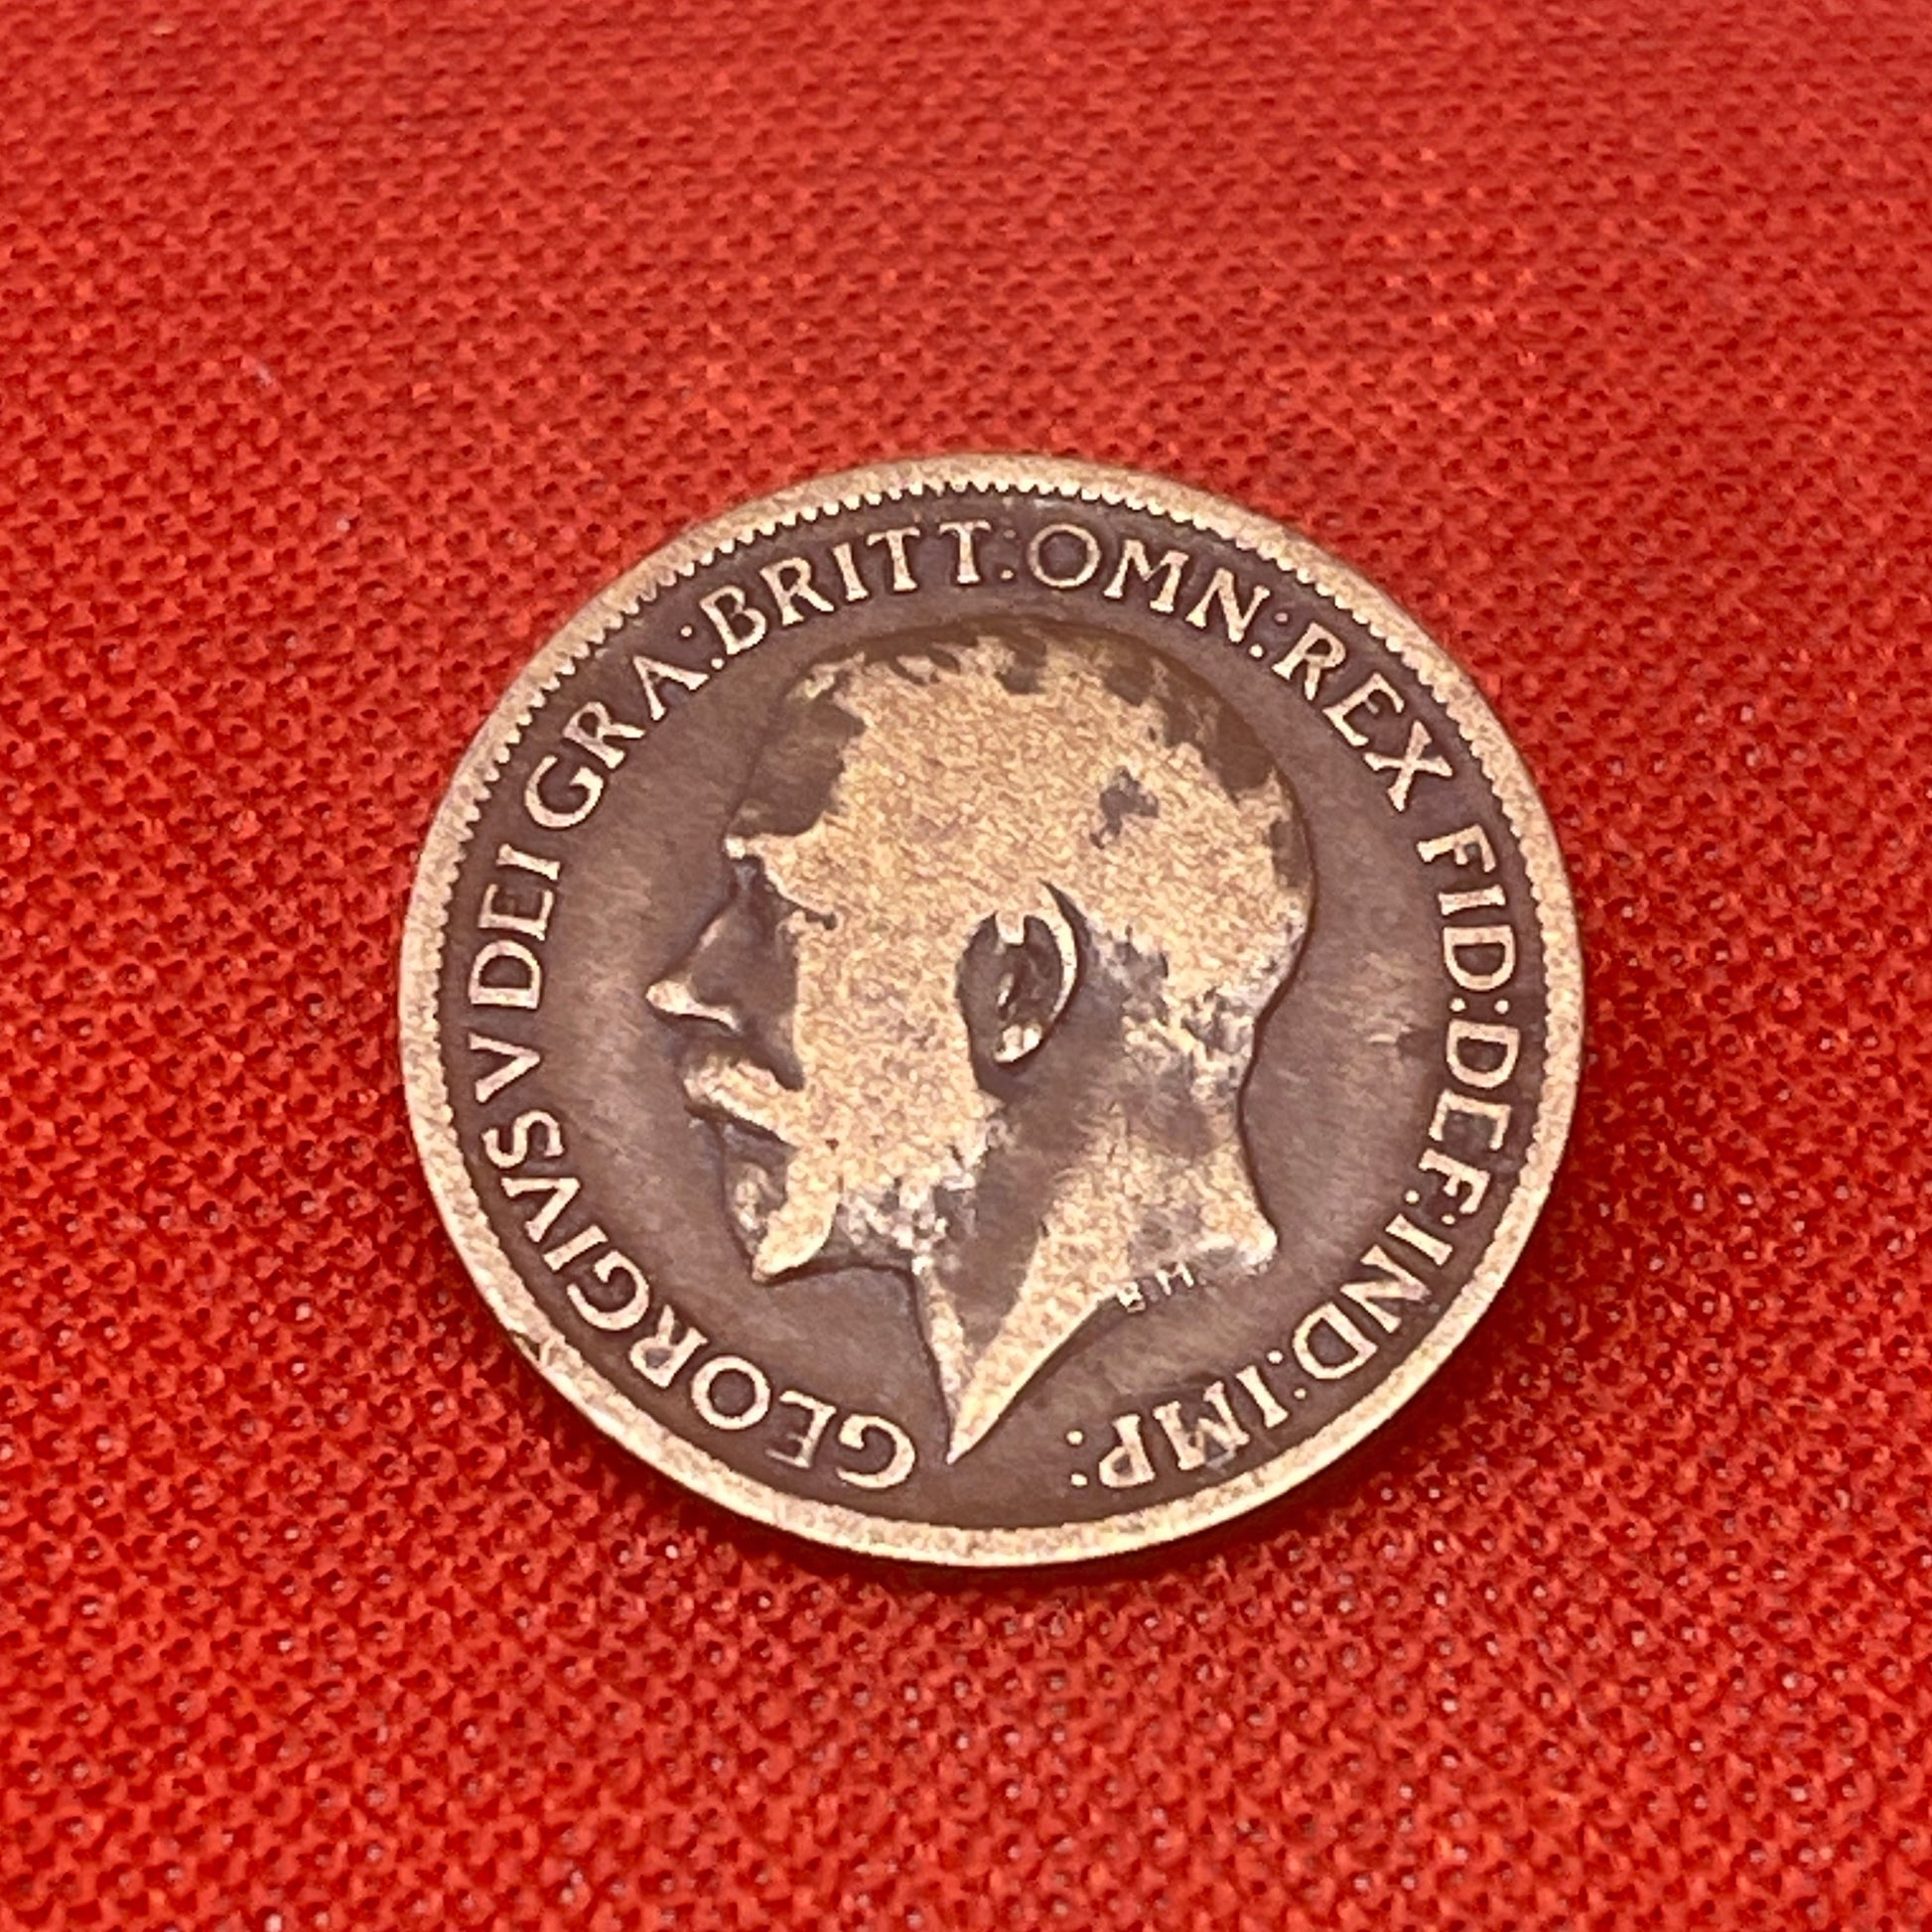 GEORGIVS V DEI GRA: BRITT: OMN: REX FID: DEF: IND: IMP:
B.M.